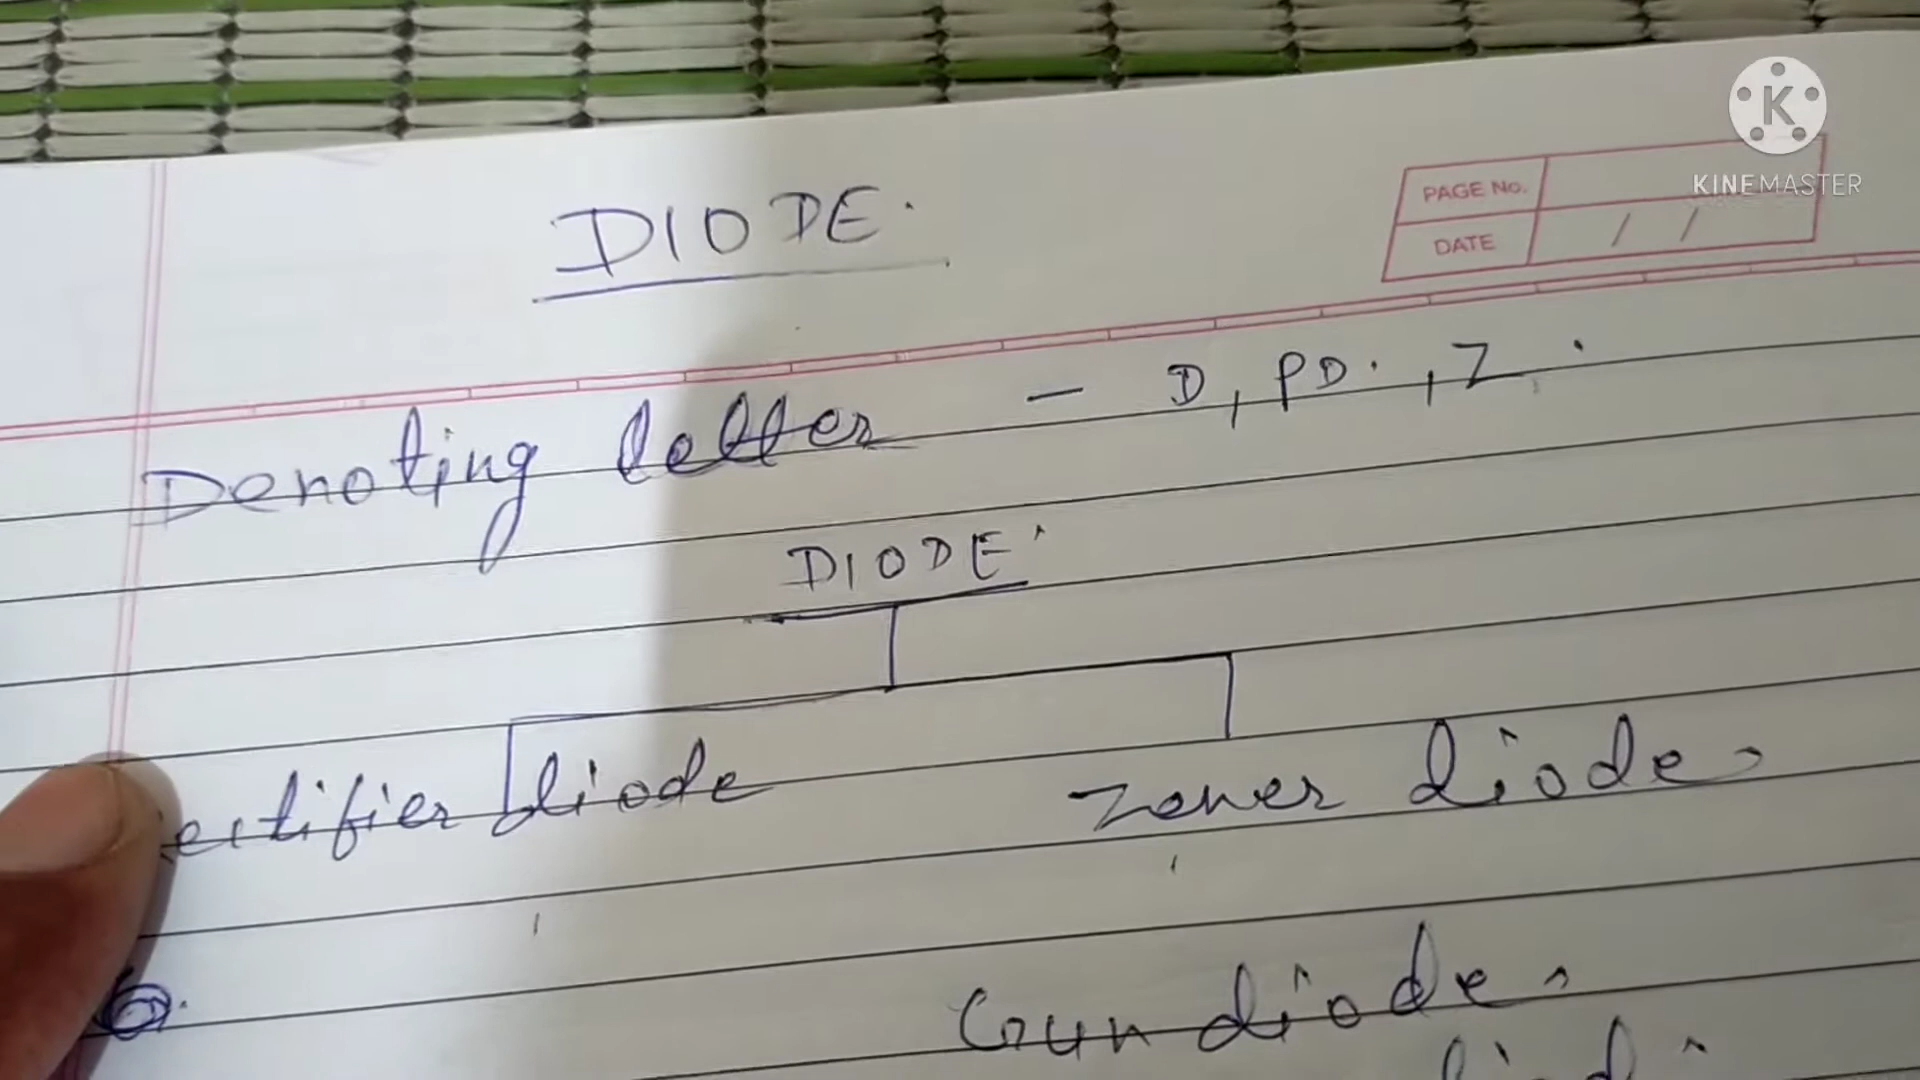 K
KINEMASTER
PAGE No.
DATE / /
DIODE.
Denoting letter - D, PD., Z.
DIODE
ectifier diode
Zener diode.
Gun diode.